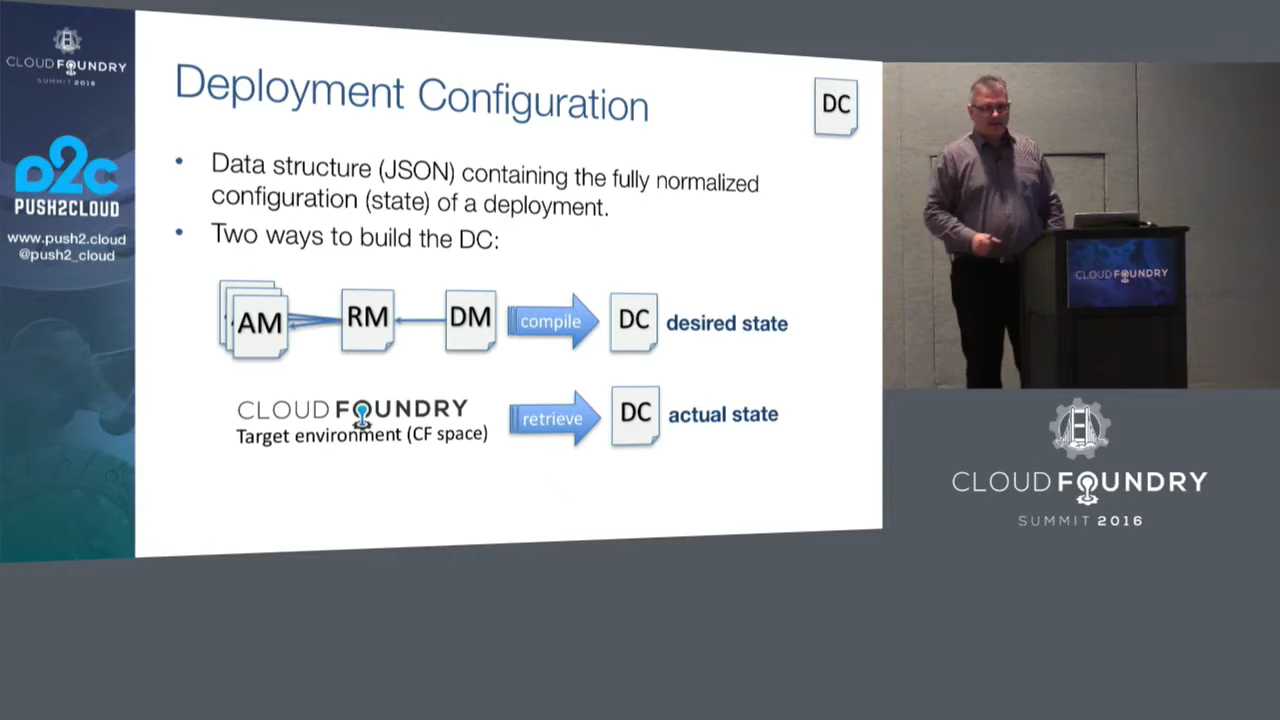 CLOUD FOUNDRY
SUMMIT 2016
D2C
PUSH2CLOUD
www.push2.cloud
@push2_cloud
Deployment Configuration
DC
• Data structure (JSON) containing the fully normalized
configuration (state) of a deployment.
• Two ways to build the DC:
AM
RM
DM
compile
DC
desired state
CLOUD FOUNDRY
Target environment (CF space)
retrieve
DC
actual state
CLOUD FOUNDRY
CLOUD FOUNDRY
SUMMIT 2016